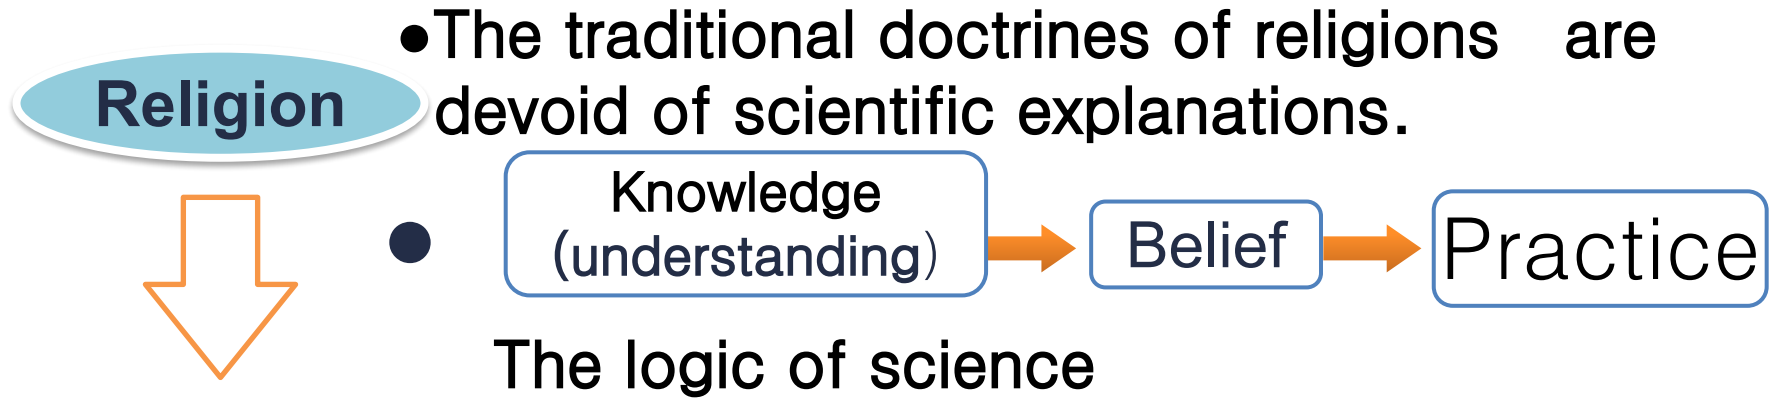 Religion
●The traditional doctrines of religions are
devoid of scientific explanations.
● Knowledge
(understanding)
Belief
Practice
The logic of science